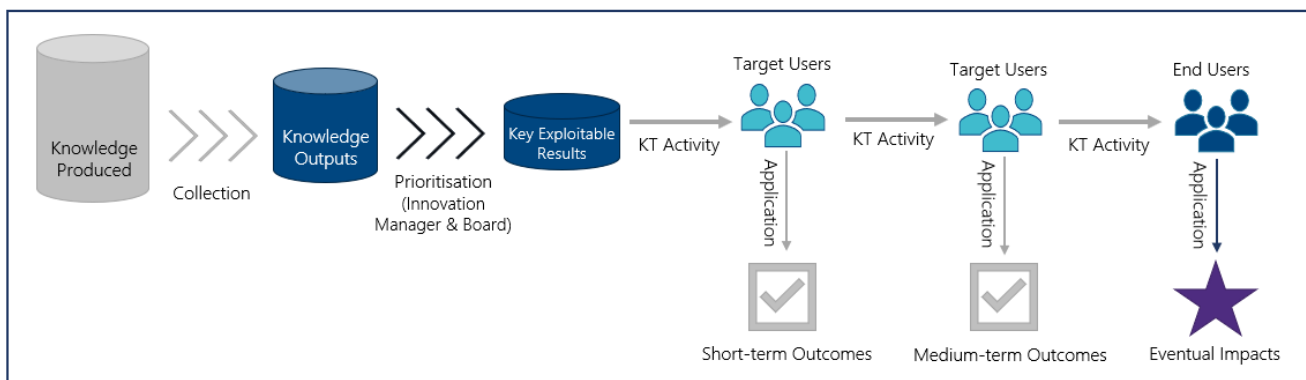 Knowledge
Produced
Collection
Knowledge
Outputs
Prioritisation
(Innovation
Manager & Board)
Key Exploitable
Results
KT Activity
Target Users
Application
Short-term Outcomes
KT Activity
Target Users
Application
Medium-term Outcomes
KT Activity
End Users
Application
Eventual Impacts